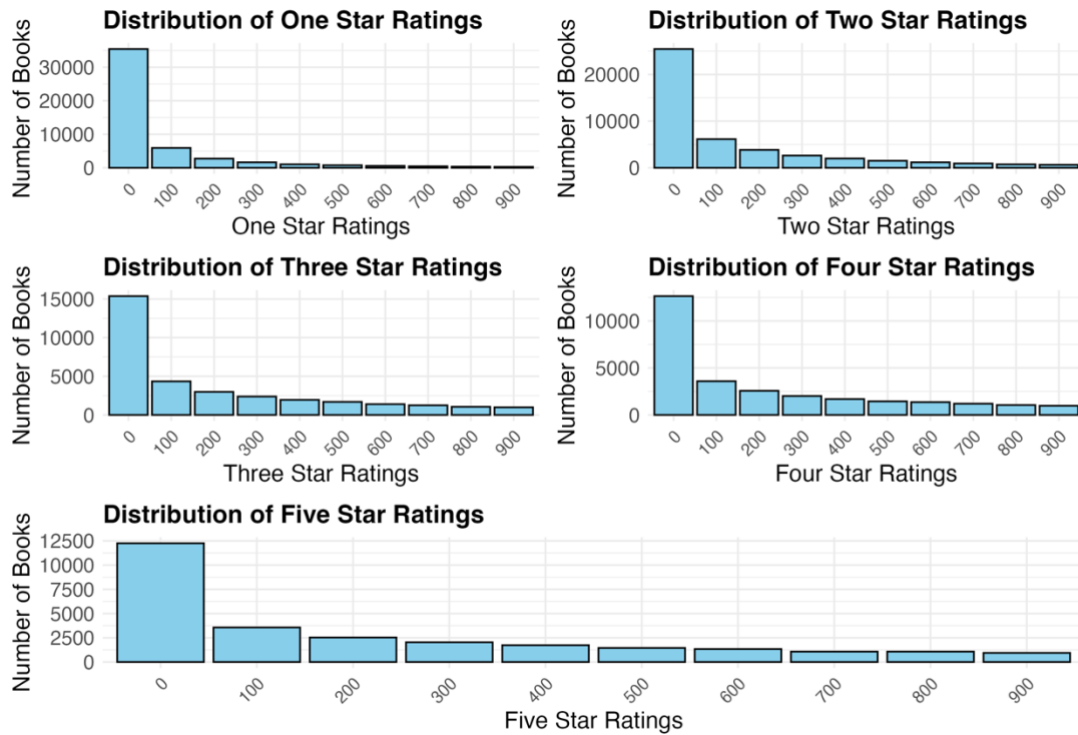 Distribution of One Star Ratings
Number of Books
30000
20000
10000
0
0 100 200 300 400 500 600 700 800 900
One Star Ratings
Distribution of Two Star Ratings
Number of Books
20000
10000
0
0 100 200 300 400 500 600 700 800 900
Two Star Ratings
Distribution of Three Star Ratings
Number of Books
15000
10000
5000
0
0 100 200 300 400 500 600 700 800 900
Three Star Ratings
Distribution of Four Star Ratings
Number of Books
10000
5000
0
0 100 200 300 400 500 600 700 800 900
Four Star Ratings
Distribution of Five Star Ratings
Number of Books
12500
10000
7500
5000
2500
0
0 100 200 300 400 500 600 700 800 900
Five Star Ratings